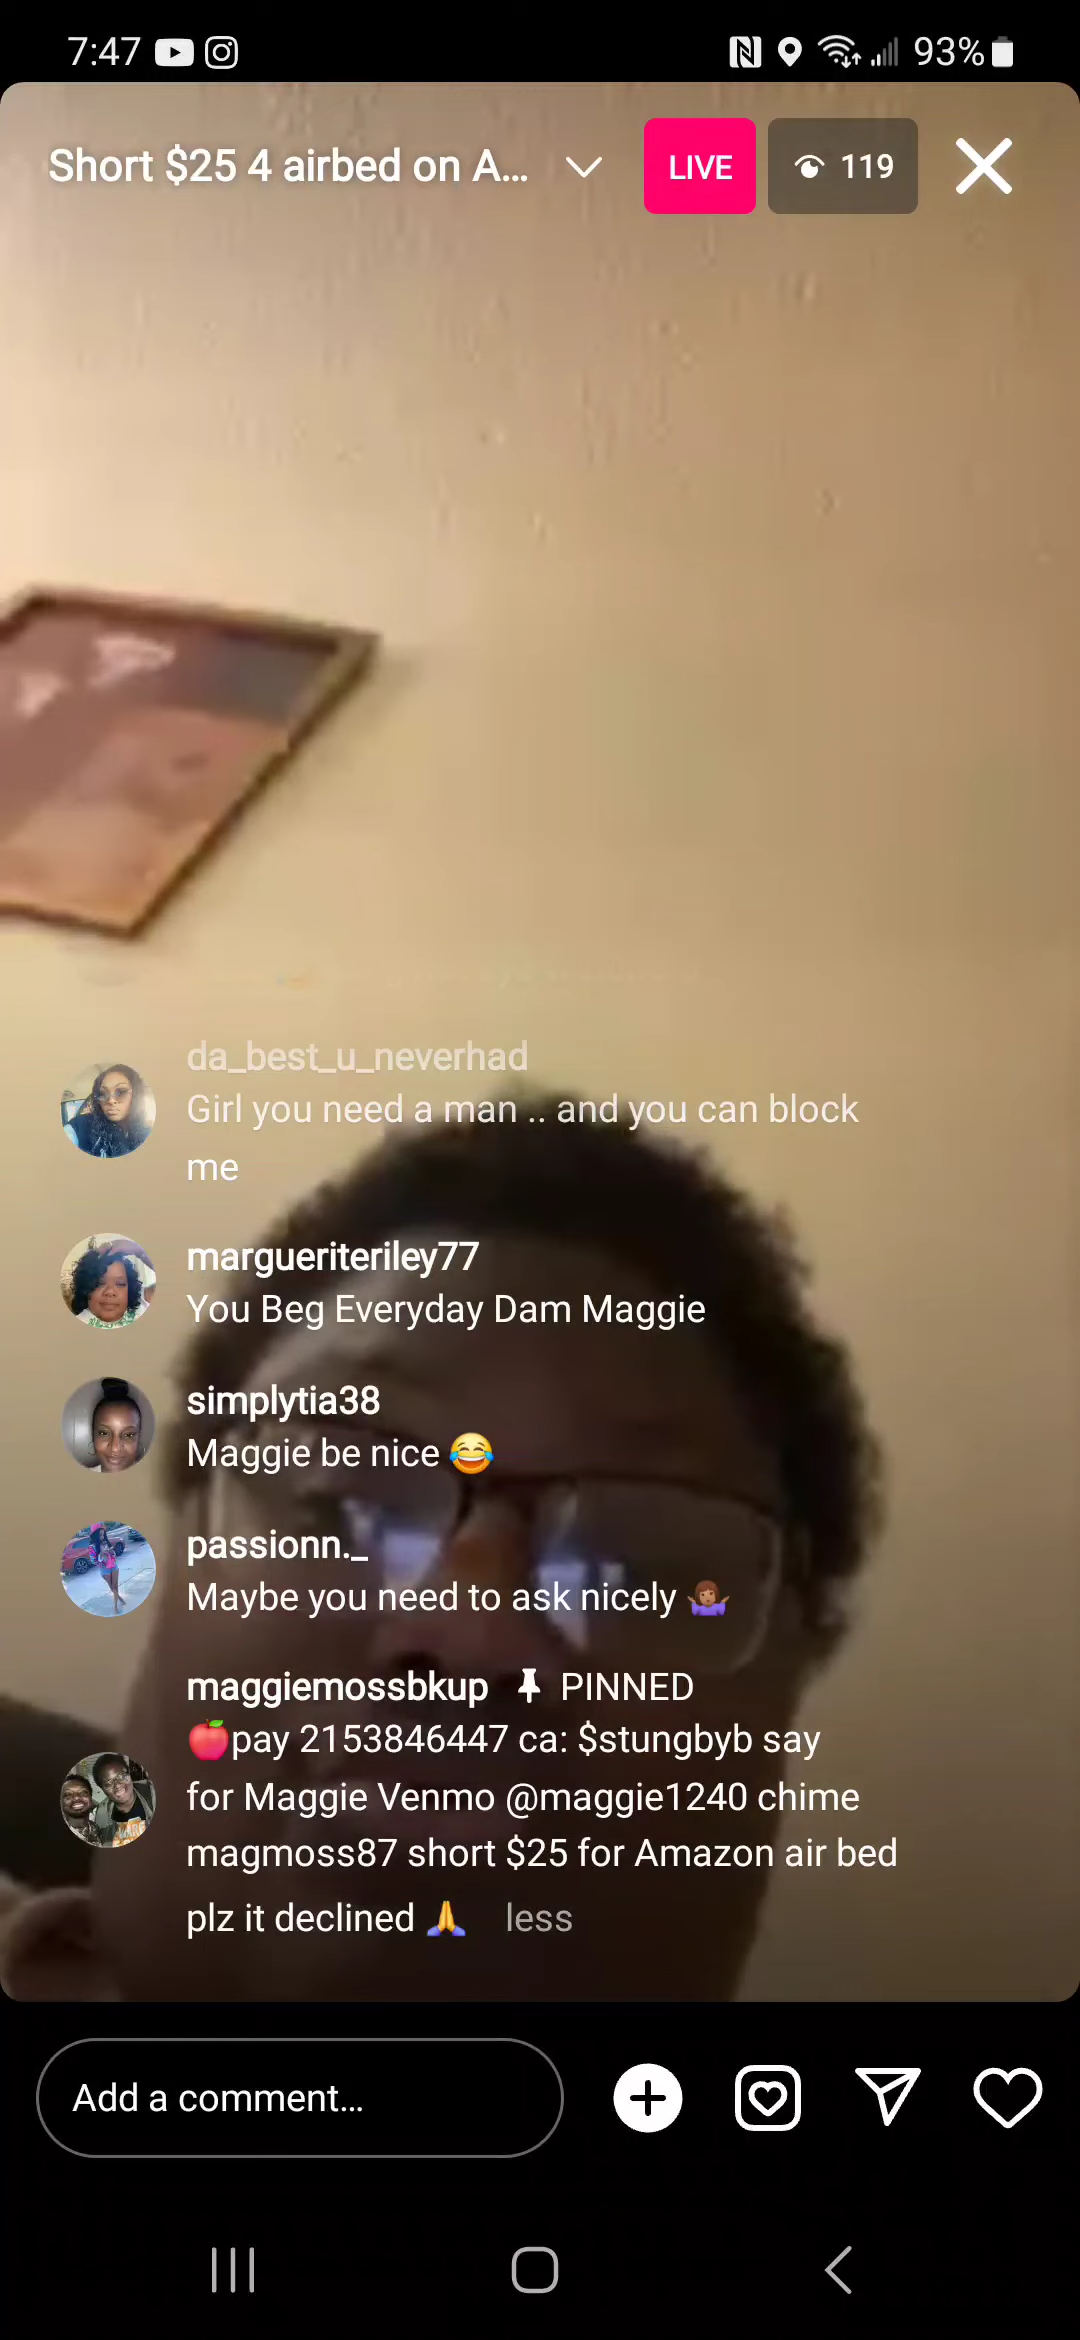 7:47
93%
Short $25 4 airbed on A...
LIVE
119
da_best_u_neverhad
Girl you need a man .. and you can block
me
margueriteriley77
You Beg Everyday Dam Maggie
simplytia38
Maggie be nice 😂
passionn._
Maybe you need to ask nicely 🤷🏽‍♀️
maggiemossbkup 📌 PINNED
🍎pay 2153846447 ca: $stungbyb say
for Maggie Venmo @maggie1240 chime
magmoss87 short $25 for Amazon air bed
plz it declined 🙏 less
Add a comment...